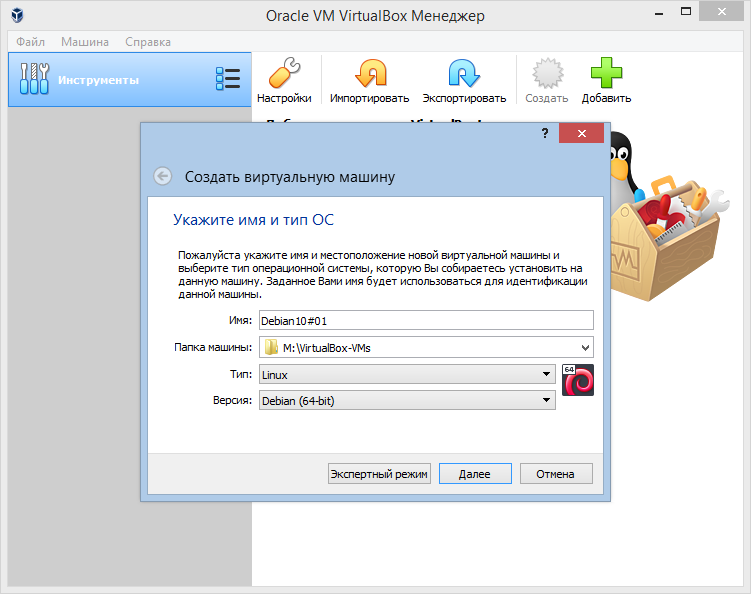 Oracle VM VirtualBox Менеджер
Файл Машина Справка
Инструменты
Настройки Импортировать Экспортировать Создать Добавить
?
Создать виртуальную машину
Укажите имя и тип ОС
Пожалуйста укажите имя и местоположение новой виртуальной машины и
выберите тип операционной системы, которую Вы собираетесь установить на
данную машину. Заданное Вами имя будет использоваться для идентификации
данной машины.
Имя: Debian10#01
Папка машины: M:\VirtualBox-VMs
Тип: Linux
64
Версия: Debian (64-bit)
Экспертный режим Далее Отмена